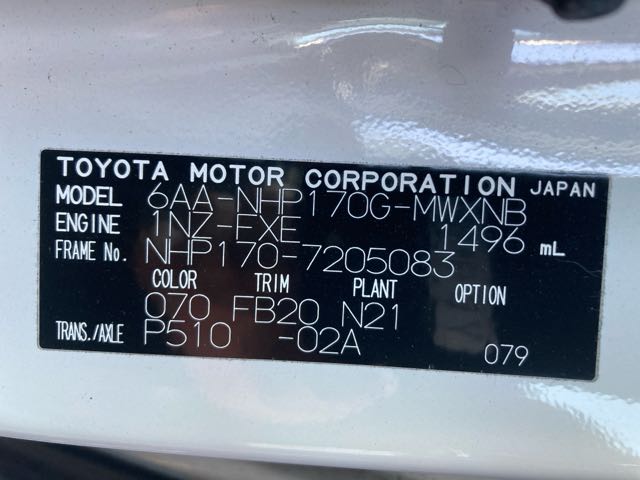 TOYOTA MOTOR CORPORATION JAPAN
MODEL 6AA-NHP170G-MWXNB
ENGINE 1NZ-FXE 1496 mL
FRAME No. NHP170-7205083
COLOR TRIM PLANT OPTION
070 FB20 N21
TRANS./AXLE P510 -02A 079